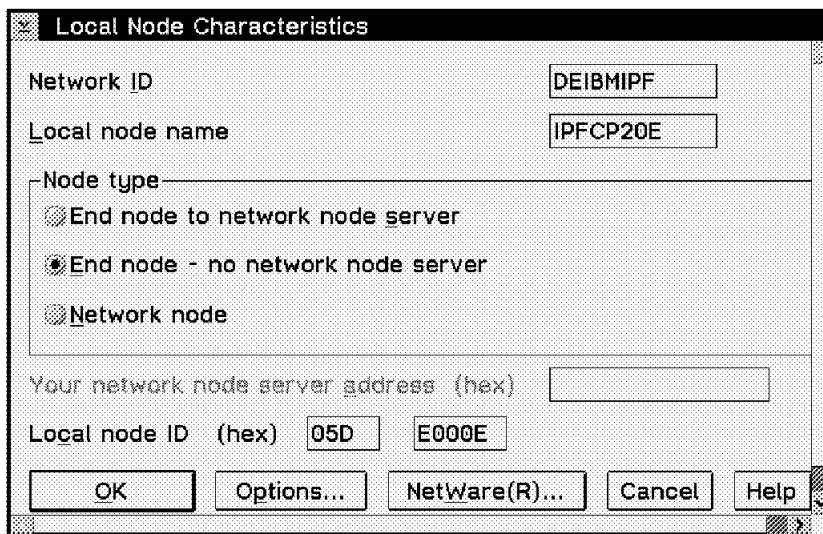 Local Node Characteristics
Network ID DEIBMIPF
Local node name IPFCP20E
Node type
End node to network node server
End node - no network node server
Network node
Your network node server address (hex)
Local node ID (hex) 05D E000E
OK Options... NetWare(R)... Cancel Help